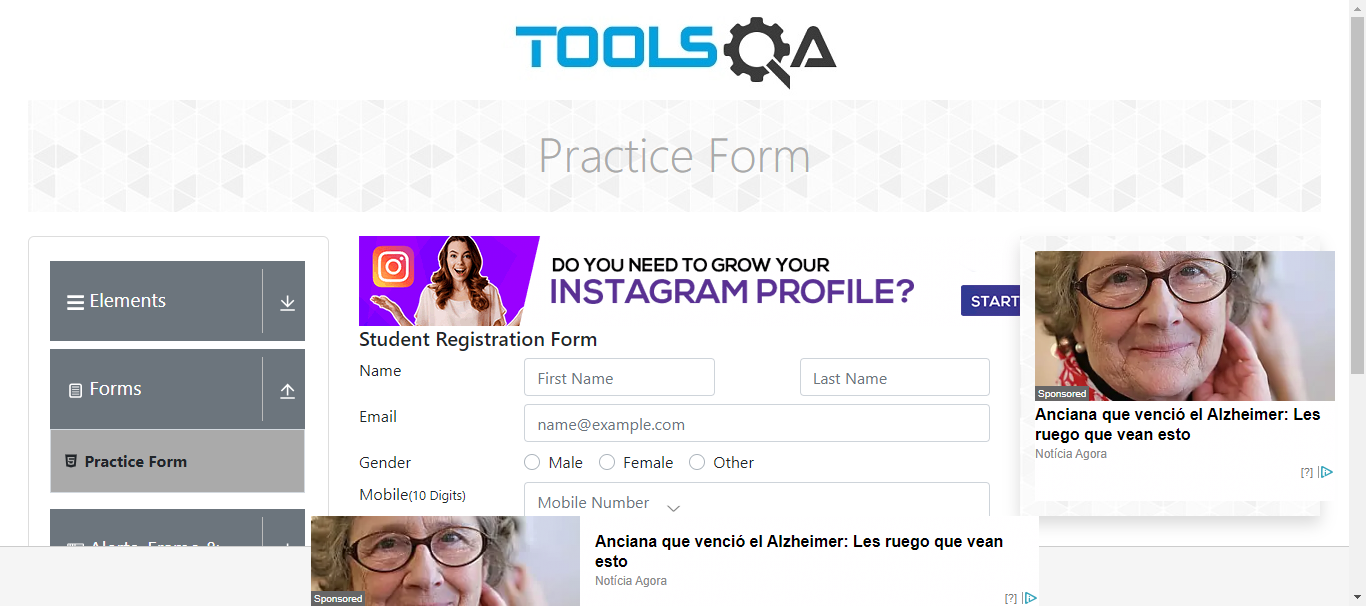 TOOLSQA
Practice Form
Elements
Forms
Practice Form
DO YOU NEED TO GROW YOUR
INSTAGRAM PROFILE?
START
Student Registration Form
Name
First Name
Last Name
Email
name@example.com
Gender
Male
Female
Other
Mobile(10 Digits)
Mobile Number
Sponsored
Anciana que venció el Alzheimer: Les
ruego que vean esto
Notícia Agora
[?]
Sponsored
Anciana que venció el Alzheimer: Les ruego que vean
esto
Notícia Agora
[?]